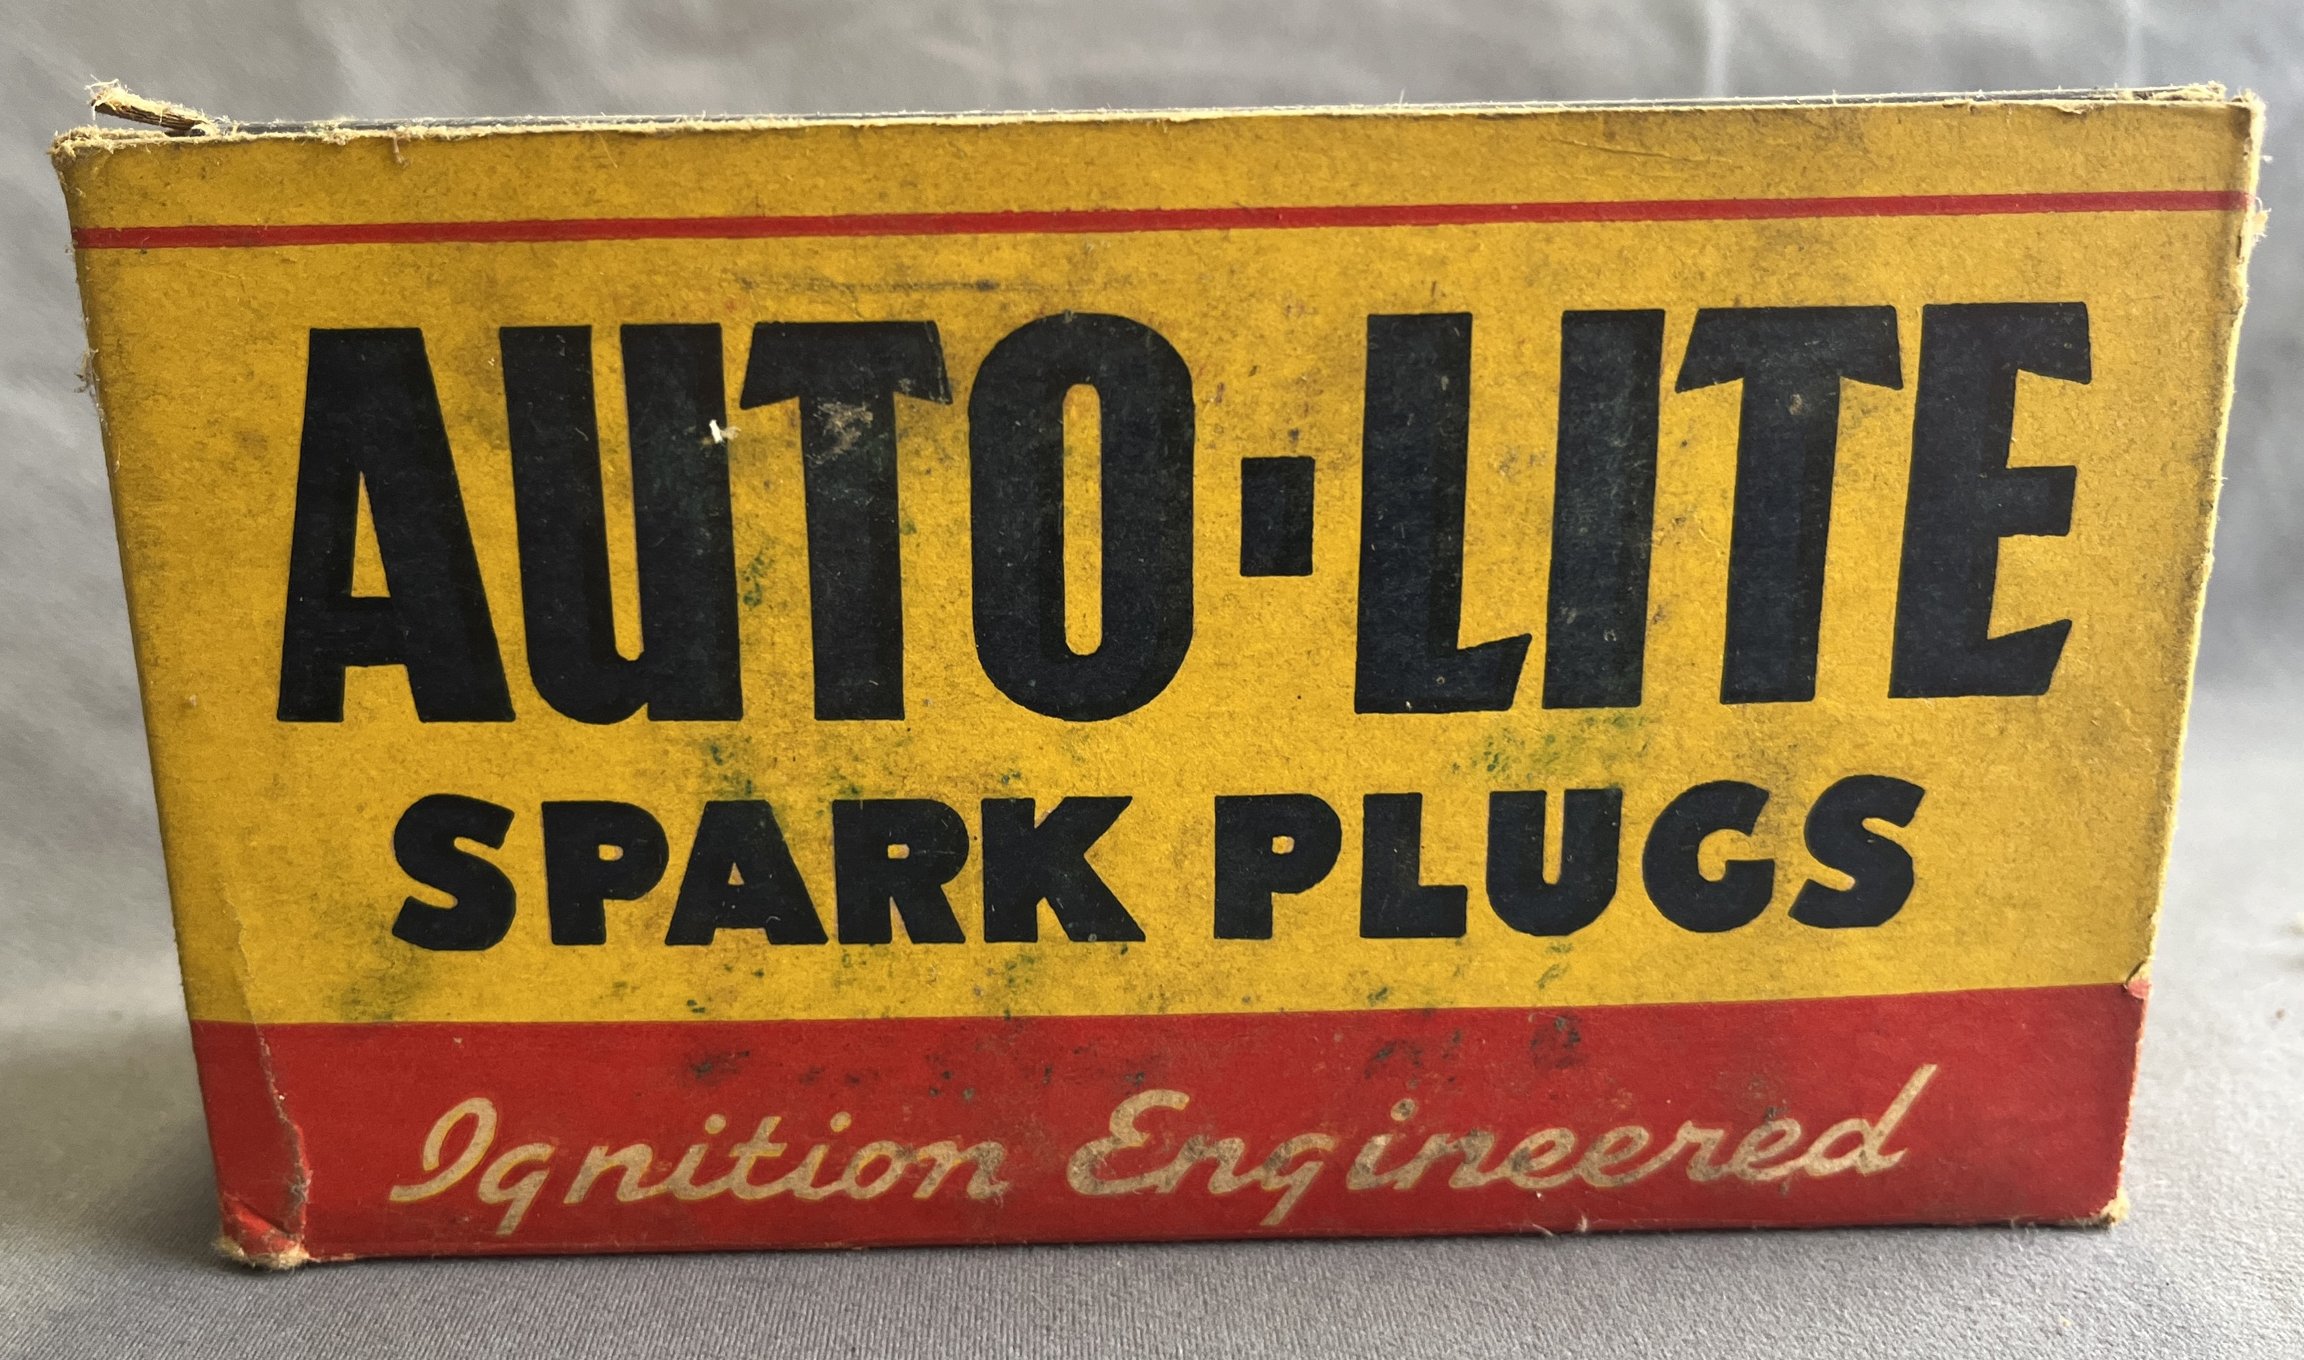 AUTO-LITE
SPARK PLUGS
Ignition Engineered